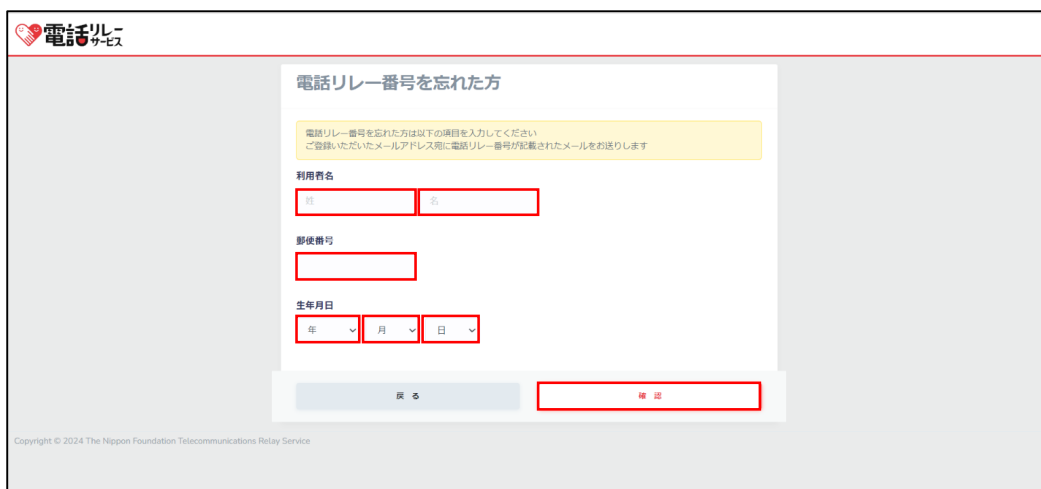 電話リレーサービス
電話リレー番号を忘れた方
電話リレー番号を忘れた方は以下の項目を入力してください
ご登録いただいたメールアドレス宛に電話リレー番号が記載されたメールをお送りします
利用者名
姓 名
郵便番号
生年月日
年 月 日
戻 る 確 認
Copyright © 2024 The Nippon Foundation Telecommunications Relay Service